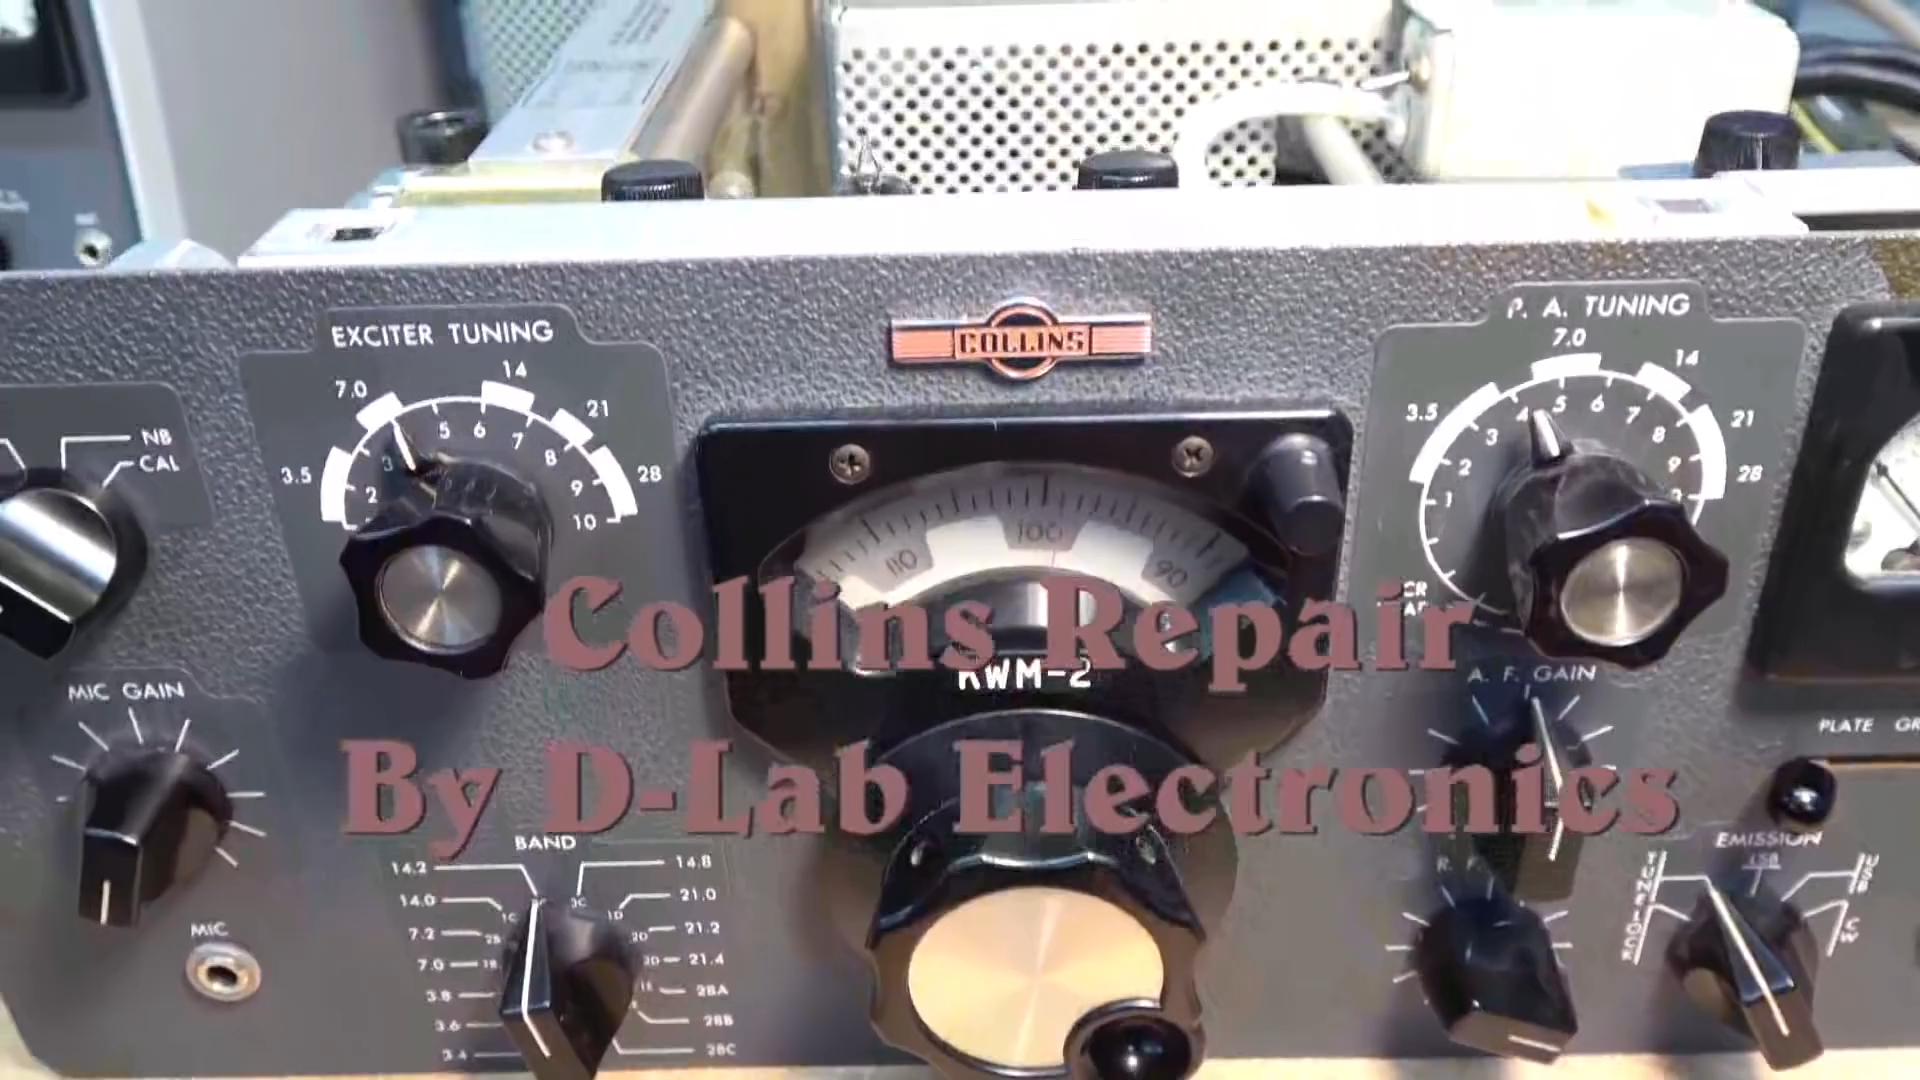 EXCITER TUNING
COLLINS
P. A. TUNING
7.0
14
3.5
21
28
5
6
7
8
9
10
3
2
7.0
14
3.5
21
28
4
5
6
7
8
9
3
2
1
NB
CAL
110
100
90
Collins Repair
KWM-2
A. F. GAIN
MIC GAIN
PLATE
By D-Lab Electronics
BAND
EMISSION
14.2
14.8
14.0
21.0
7.2
21.2
7.0
21.4
3.8
28A
3.6
28B
3.4
28C
MIC
LSB
USB
CW
TUNE
LOCK